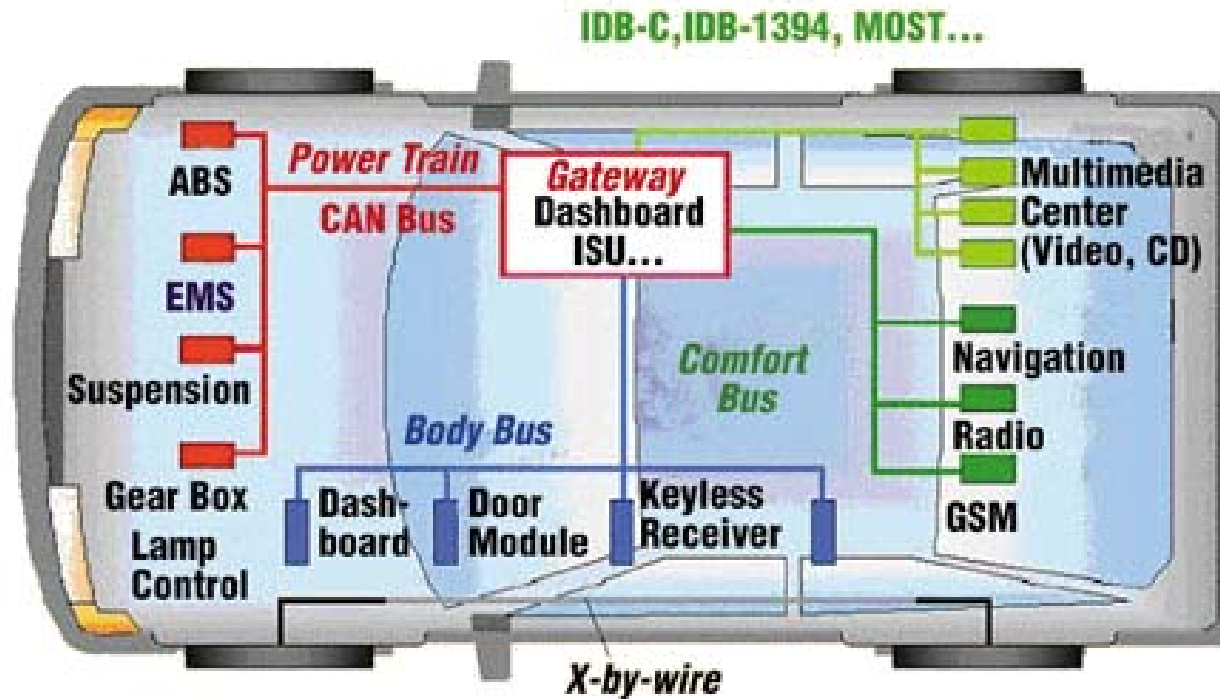 IDB-C,IDB-1394, MOST...
ABS
Power Train
CAN Bus
Gateway
Dashboard
ISU...
Multimedia
Center
(Video, CD)
EMS
Suspension
Gear Box
Lamp
Control
Comfort
Bus
Navigation
Radio
GSM
Body Bus
Dash-
board
Door
Module
Keyless
Receiver
X-by-wire